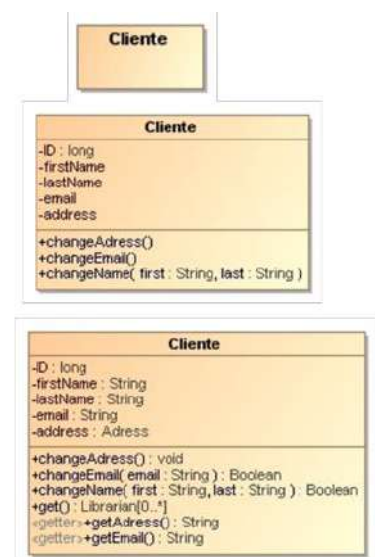 Cliente
Cliente
-ID : long
-firstName
-lastName
-email
-address
+changeAdress()
+changeEmail()
+changeName( first : String, last : String )
Cliente
-ID : long
-firstName : String
-lastName : String
-email : String
-address : Adress
+changeAdress() : void
+changeEmail( email : String ) : Boolean
+changeName( first : String, last : String ) : Boolean
+get() : Librarian[0..*]
«getter»+getAdress() : String
«getter»+getEmail() : String